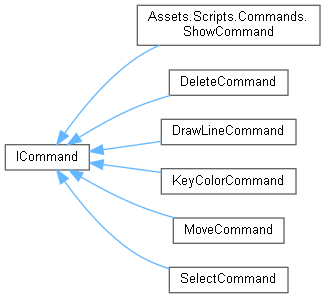 Assets.Scripts.Commands.
ShowCommand
DeleteCommand
DrawLineCommand
ICommand
KeyColorCommand
MoveCommand
SelectCommand